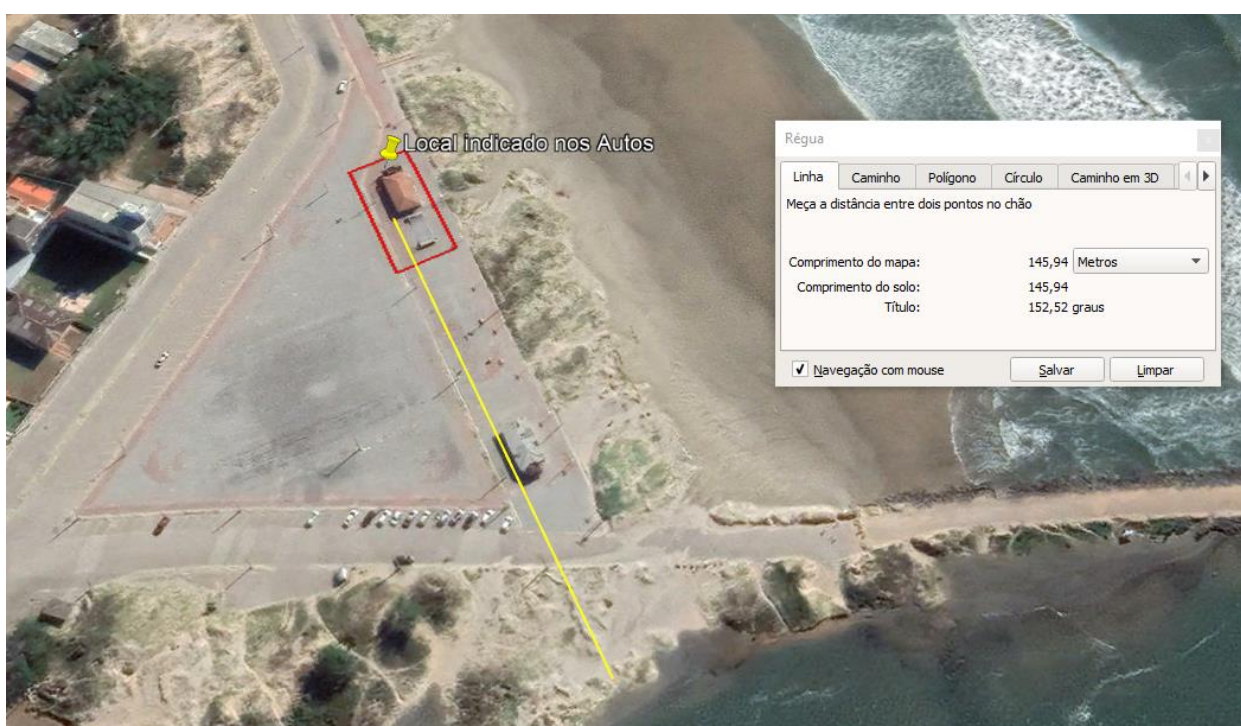 Local indicado nos Autos
Régua
Linha Caminho Polígono Círculo Caminho em 3D
Meça a distância entre dois pontos no chão
Comprimento do mapa: 145,94 Metros
Comprimento do solo: 145,94
Título: 152,52 graus
Navegação com mouse Salvar Limpar